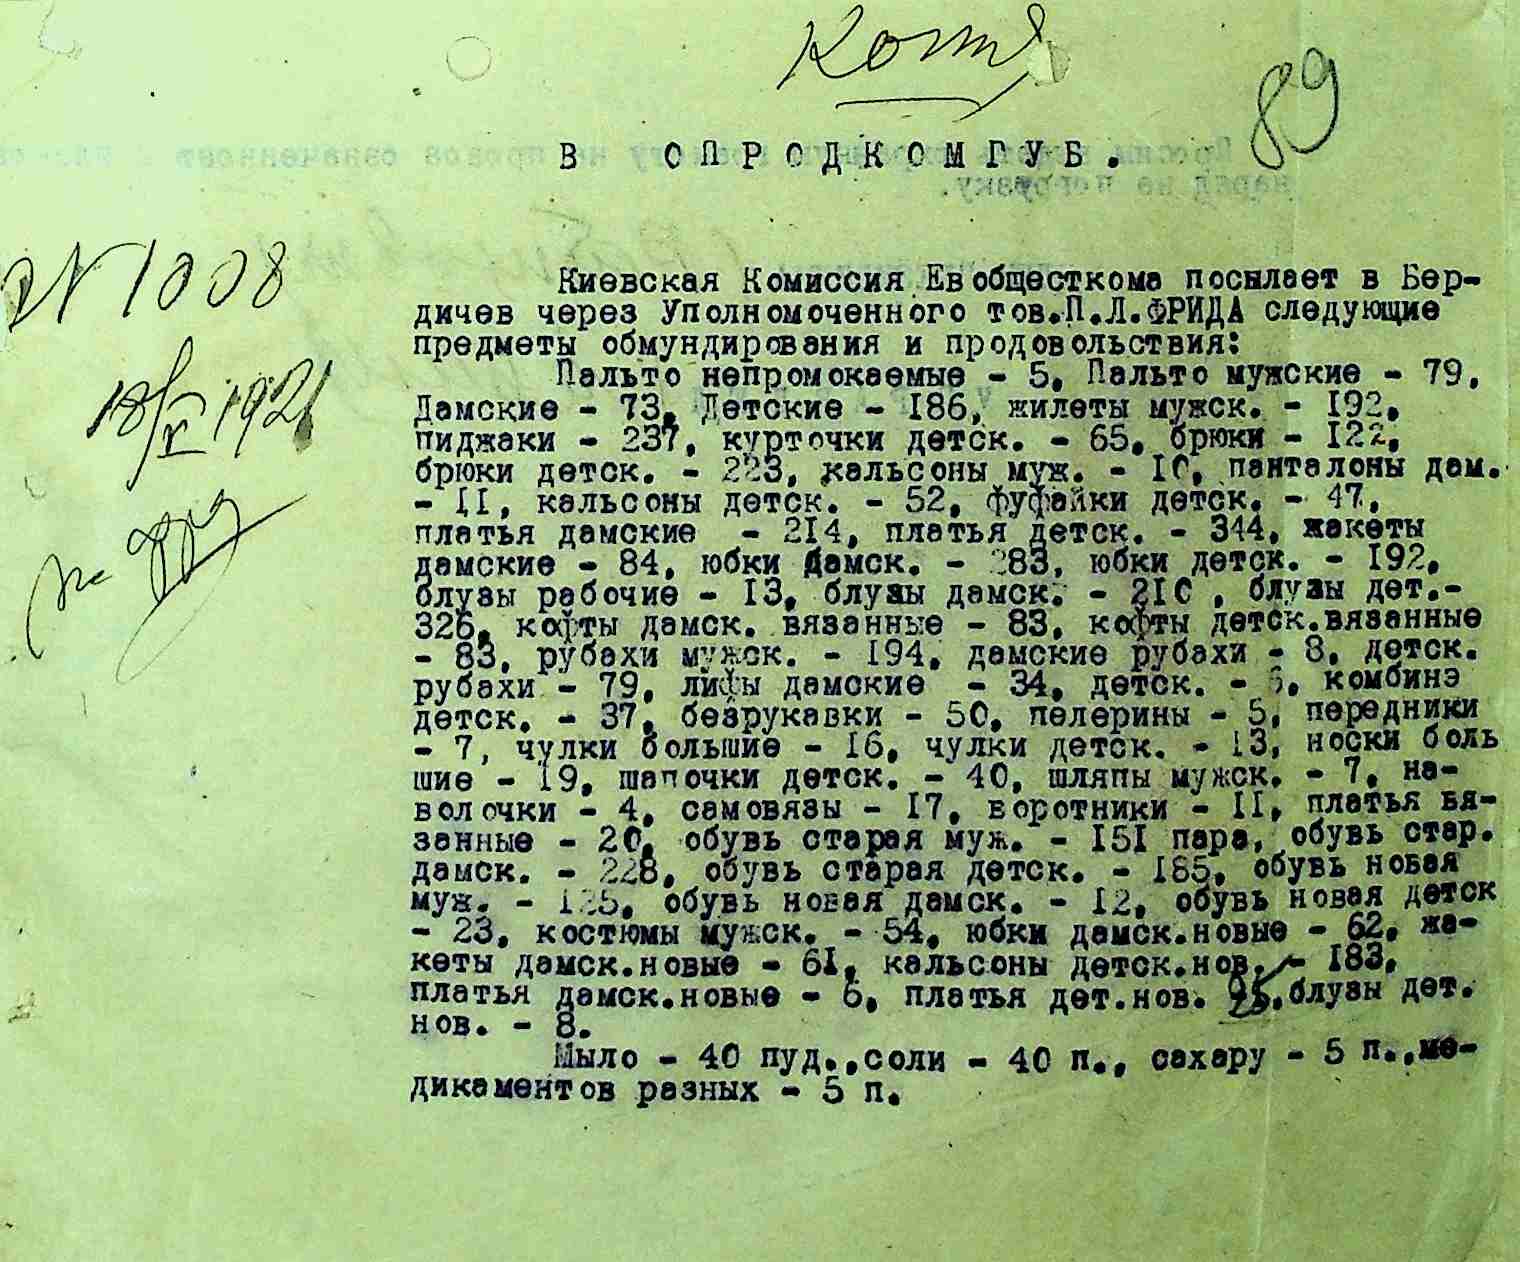 Копия
89
В ОПРОДКОМГУБ.
№ 1008
18/V 1921
Киевская Комиссия Евобщесткома посылает в Бер-
дичев через Уполномоченного тов.П.Л.ФРИДА следующие
предметы обмундирования и продовольствия:
Пальто непромокаемые - 5, Пальто мужские - 79,
Дамские - 73, Детские - 186, жилеты мужск. - 192,
пиджаки - 237, курточки детск. - 65, брюки - 122,
брюки детск. - 223, кальсоны муж. - 10, панталоны дам.
- 11, кальсоны детск. - 52, фуфайки детск. - 47,
платья дамские - 214, платья детск. - 344, жакеты
дамские - 84, юбки дамск. - 283, юбки детск. - 192,
блузы рабочие - 13, блузы дамск. - 210 , блузы дет.-
326, кофты дамск. вязанные - 83, кофты детск.вязанные
- 83, рубахи мужск. - 194, дамские рубахи - 8, детск.
рубахи - 79, лифы дамские - 34, детск. - комбинэ
детск. - 37, безрукавки - 50, пелерины - 5, передники
- 7, чулки большие - 16, чулки детск. - 13, носки боль
шие - 19, шапочки детск. - 40, шляпы мужск. - 7, на-
волочки - 4, самовязы - 17, воротники - 11, платья вя-
занные - 20, обувь старая муж. - 151 пара, обувь стар.
дамск. - 228, обувь старая детск. - 185, обувь новая
муж. - 125, обувь новая дамск. - 12, обувь новая детск
- 23, костюмы мужск. - 54, юбки дамск.новые - 62, жа-
кеты дамск.новые - 61, кальсоны детск.нов. - 183,
платья дамск.новые - 6, платья дет.нов. 95,блузы дет.
нов. - 8.
Мыло - 40 пуд.,соли - 40 п., сахару - 5 п.,ме-
дикаментов разных - 5 п.